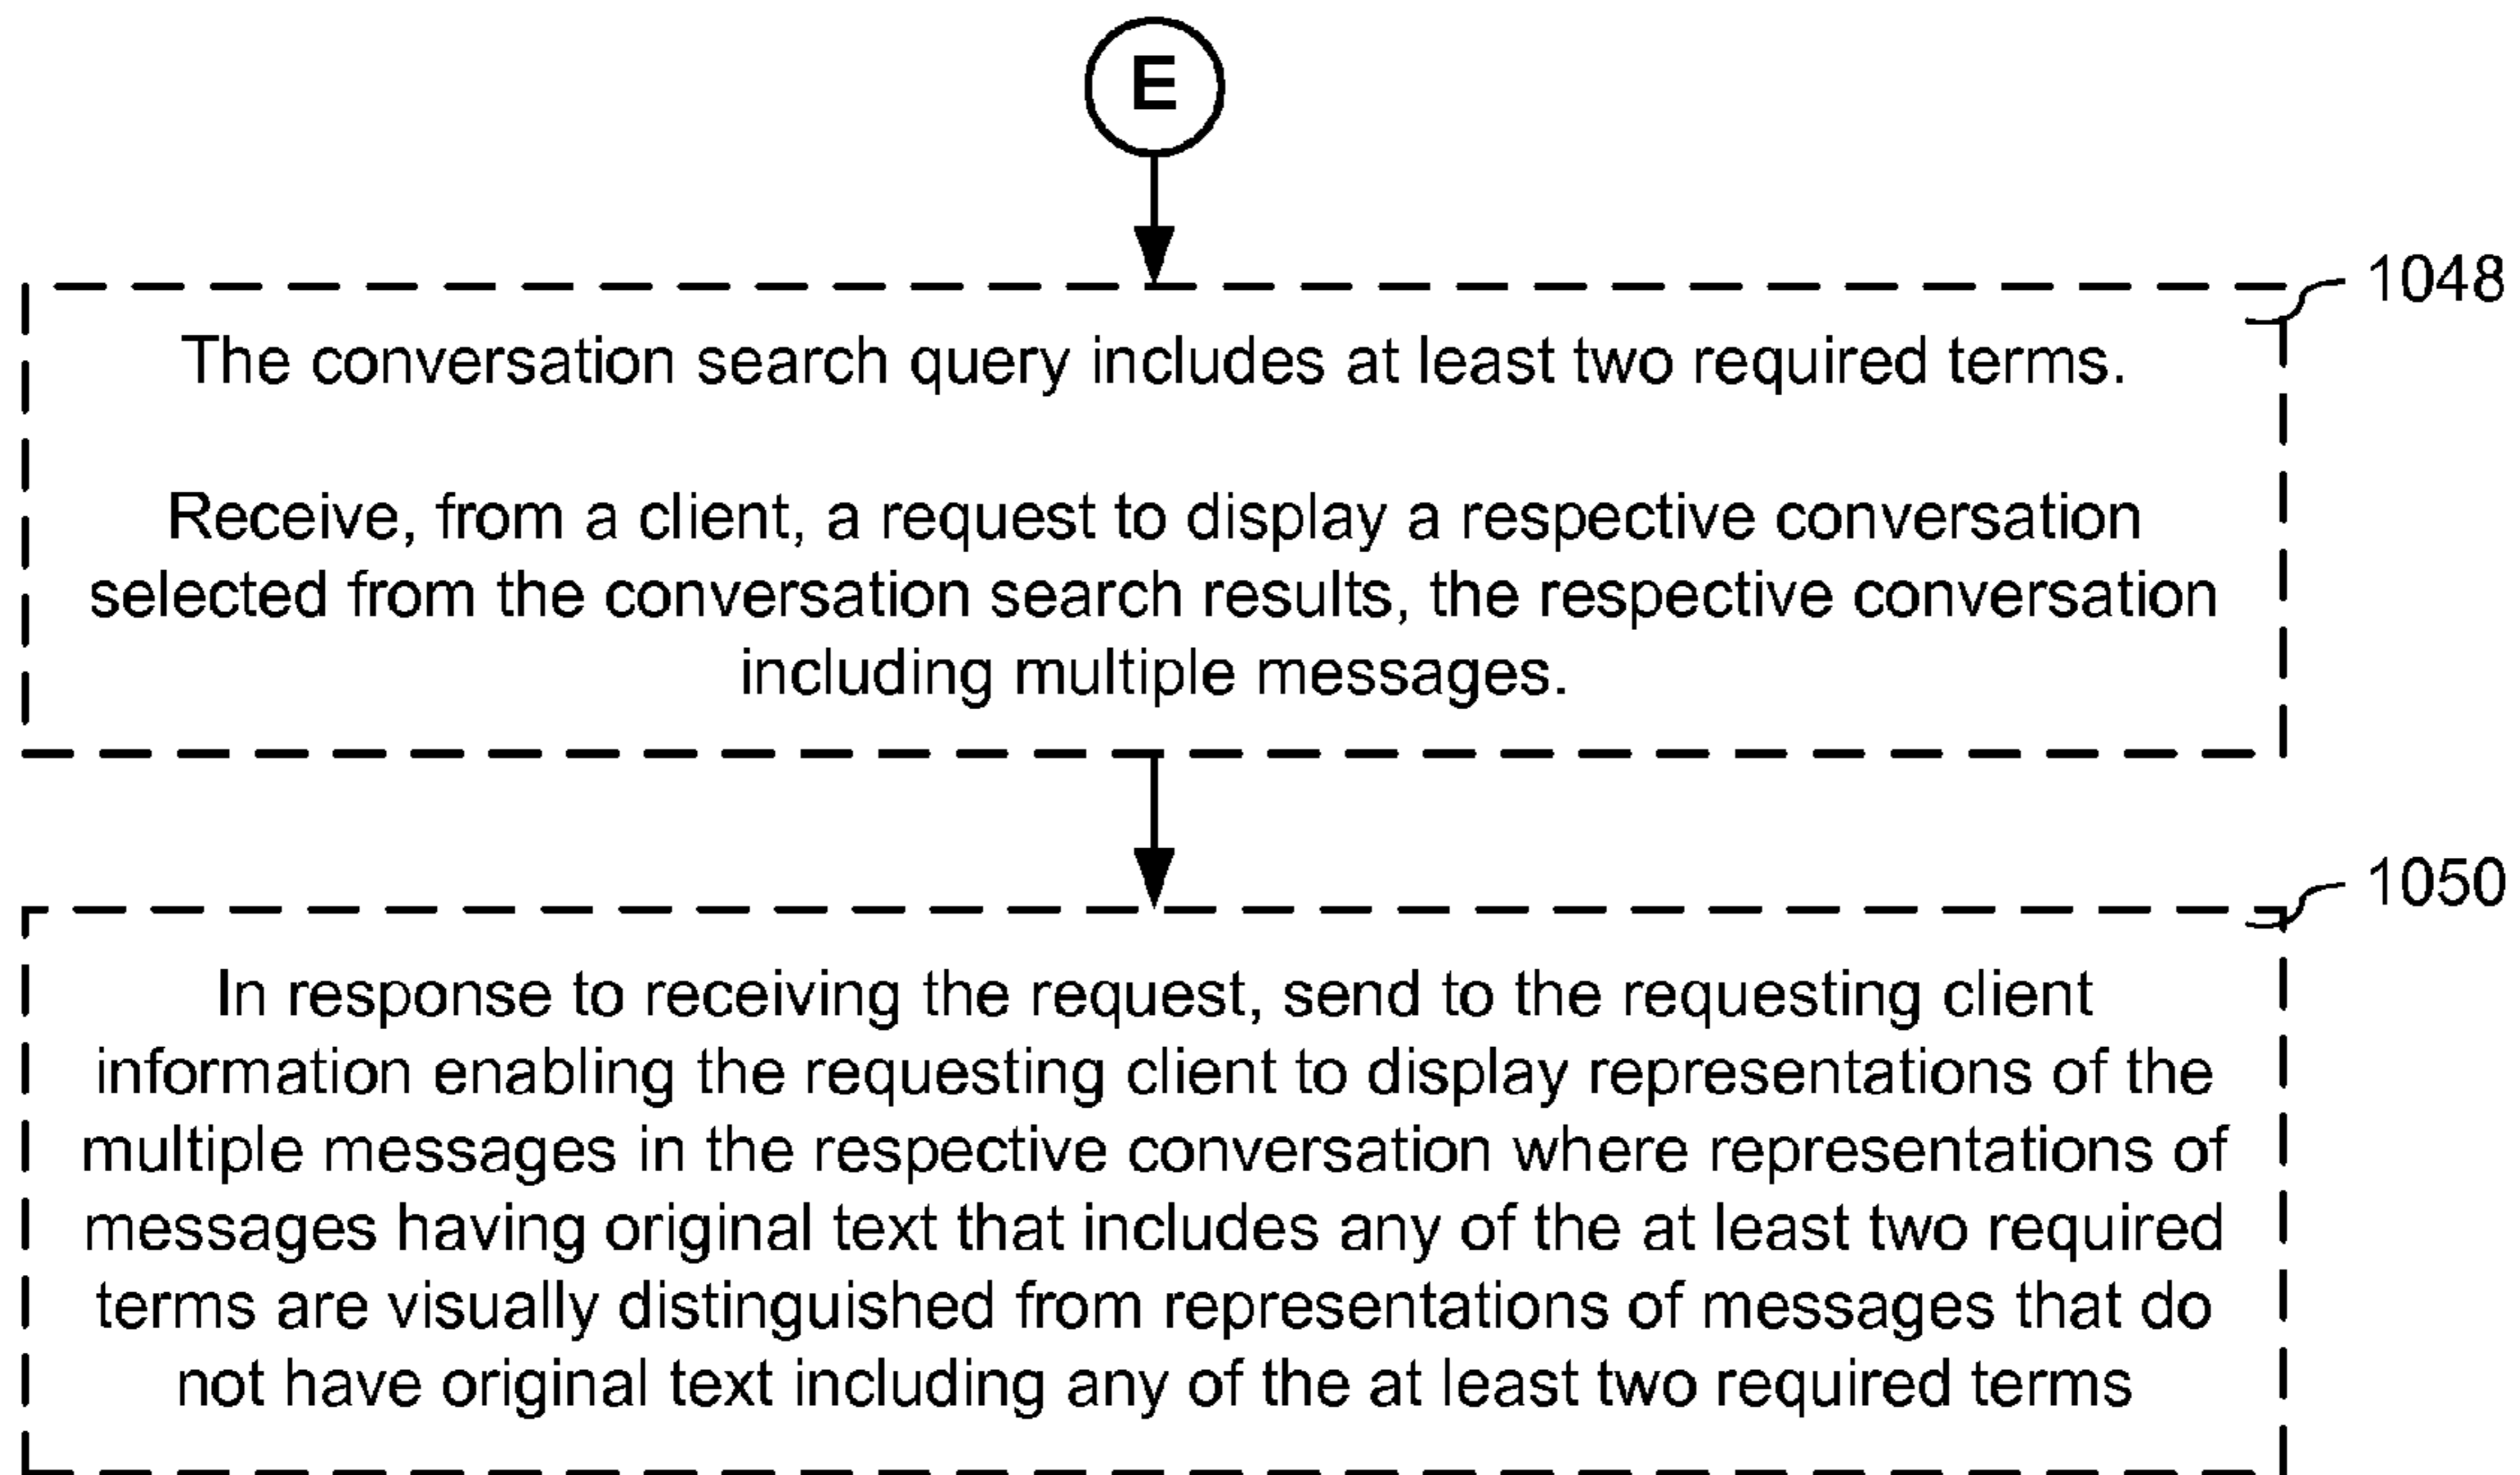 E
1048
The conversation search query includes at least two required terms.
Receive, from a client, a request to display a respective conversation
selected from the conversation search results, the respective conversation
including multiple messages.
1050
In response to receiving the request, send to the requesting client
information enabling the requesting client to display representations of the
multiple messages in the respective conversation where representations of
messages having original text that includes any of the at least two required
terms are visually distinguished from representations of messages that do
not have original text including any of the at least two required terms